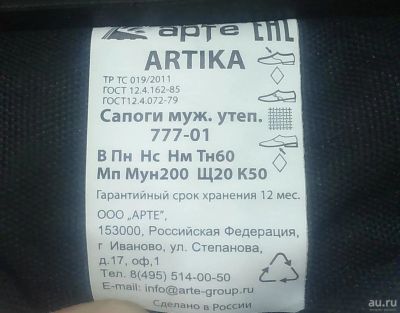 арте ЕАС
ARTIKA
ТР ТС 019/2011
ГОСТ 12.4.162-85
ГОСТ12.4.072-79
Сапоги муж. утеп.
777-01
В Пн Нс Нм Тн60
Мп Мун200 Щ20 К50
Гарантийный срок хранения 12 мес.
ООО „АРТЕ",
153000, Российская Федерация,
г Иваново, ул. Степанова,
д.17, оф,1
Тел. 8(495) 514-00-50
E-mail: info@arte-group.ru
Сделано в России
au.ru